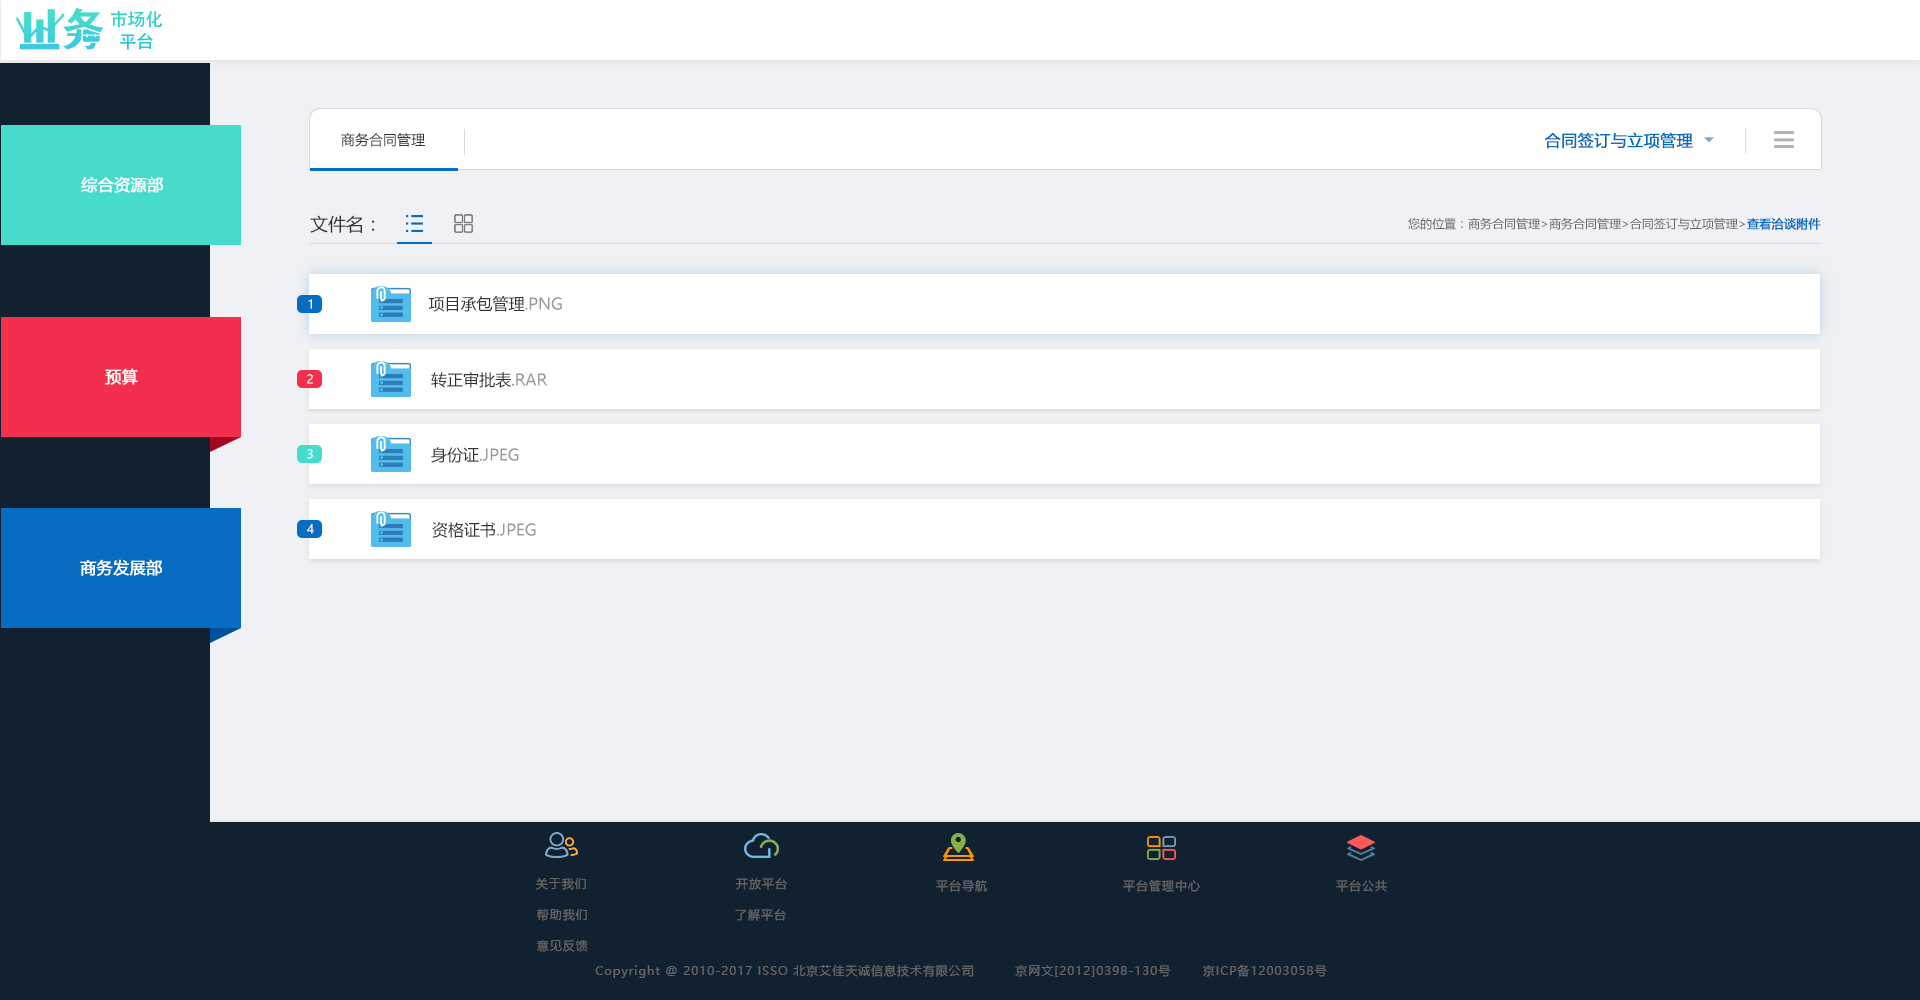 业务 市场化
平台
综合资源部
预算
商务发展部
商务合同管理
合同签订与立项管理
文件名：
您的位置：商务合同管理>商务合同管理>合同签订与立项管理>查看洽谈附件
1 项目承包管理.PNG
2 转正审批表.RAR
3 身份证.JPEG
4 资格证书.JPEG
关于我们 开放平台 平台导航 平台管理中心 平台公共
帮助我们 了解平台
意见反馈
Copyright @ 2010-2017 ISSO 北京艾佳天诚信息技术有限公司 京网文[2012]0398-130号 京ICP备12003058号